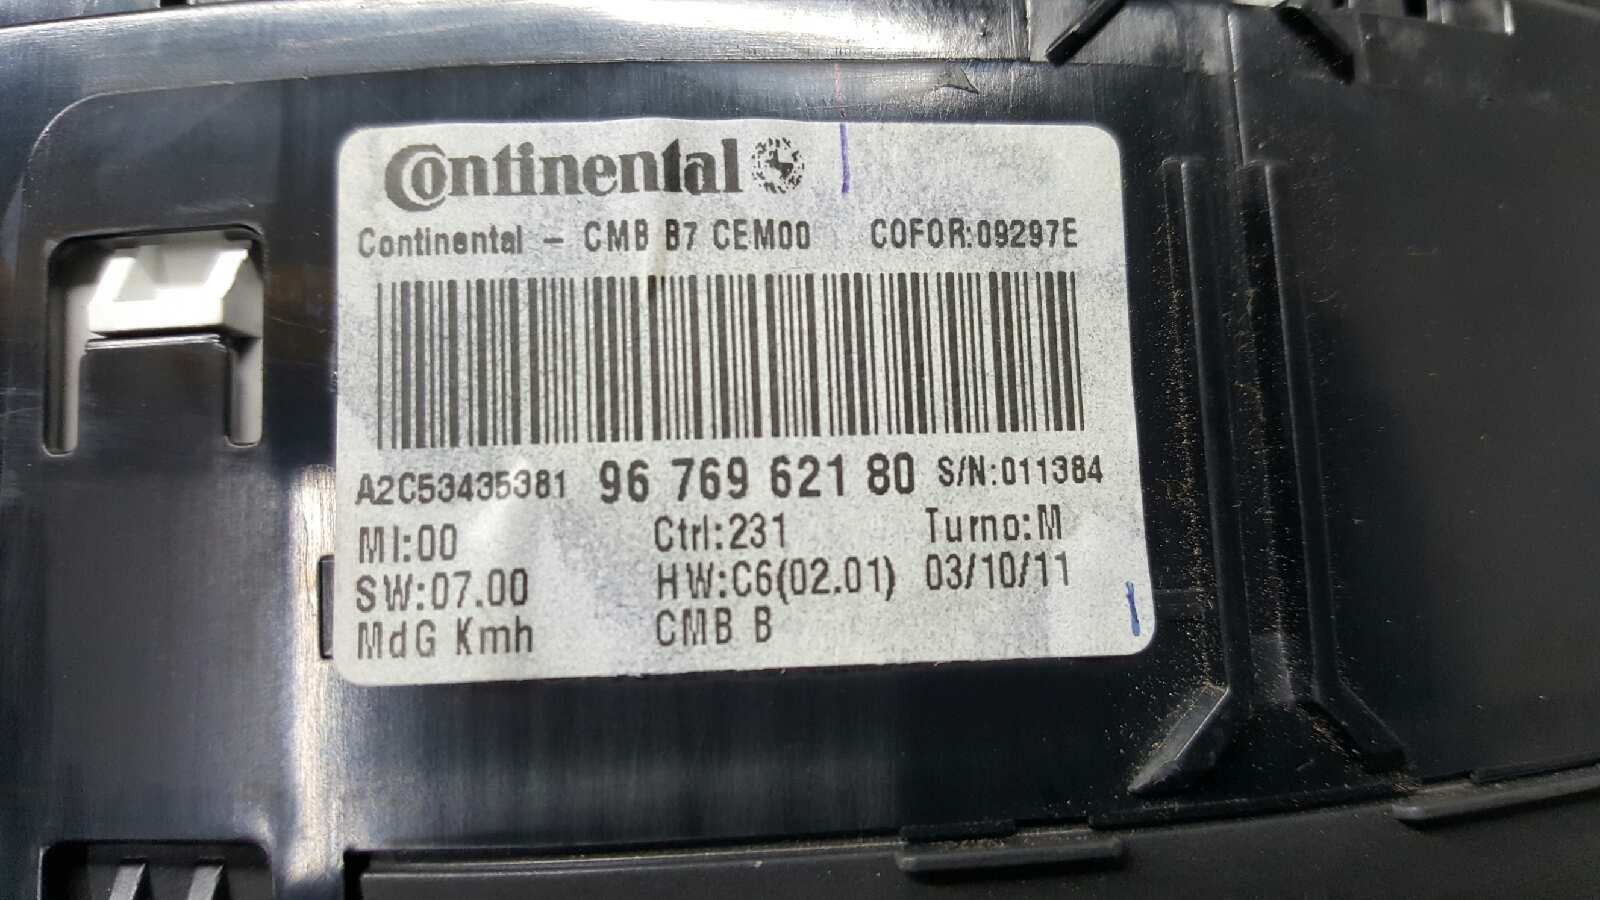 Continental
Continental - CMB B7 CEM00 COFOR:09297E
A2C53435381 96 769 621 80 S/N:011384
MI:00 Ctrl:231 Turno:M
SW:07.00 HW:C6(02.01) 03/10/11
MdG Kmh CMB B